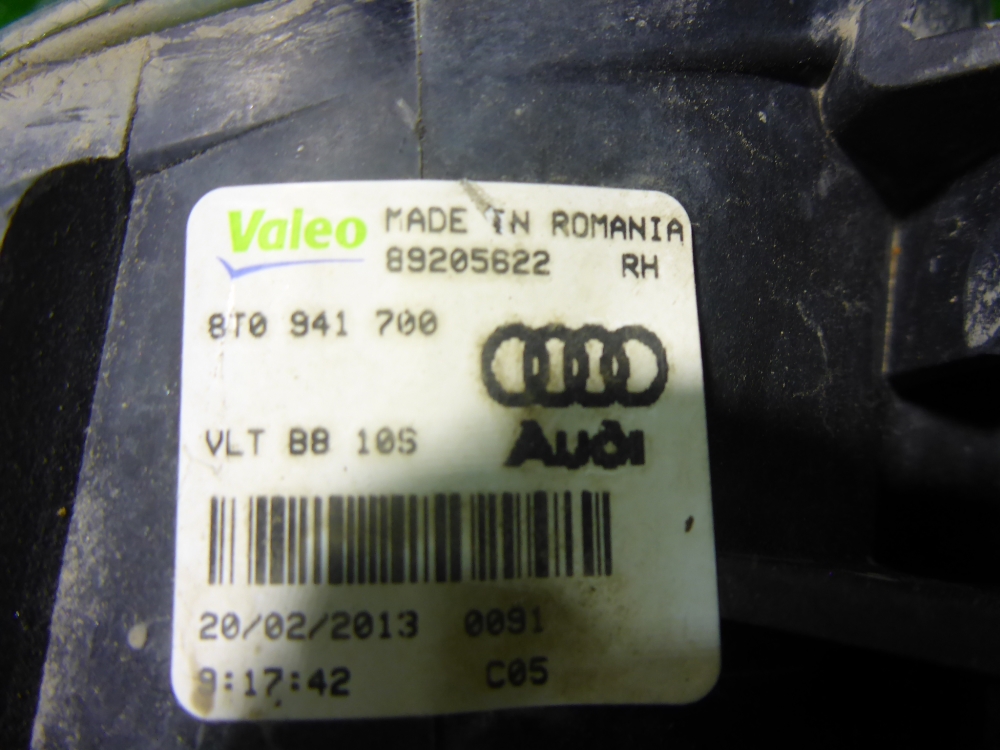 Valeo MADE IN ROMANIA
89205622 RH
8T0 941 700
VLT B8 10S
Audi
20/02/2013 0091
9:17:42 C05